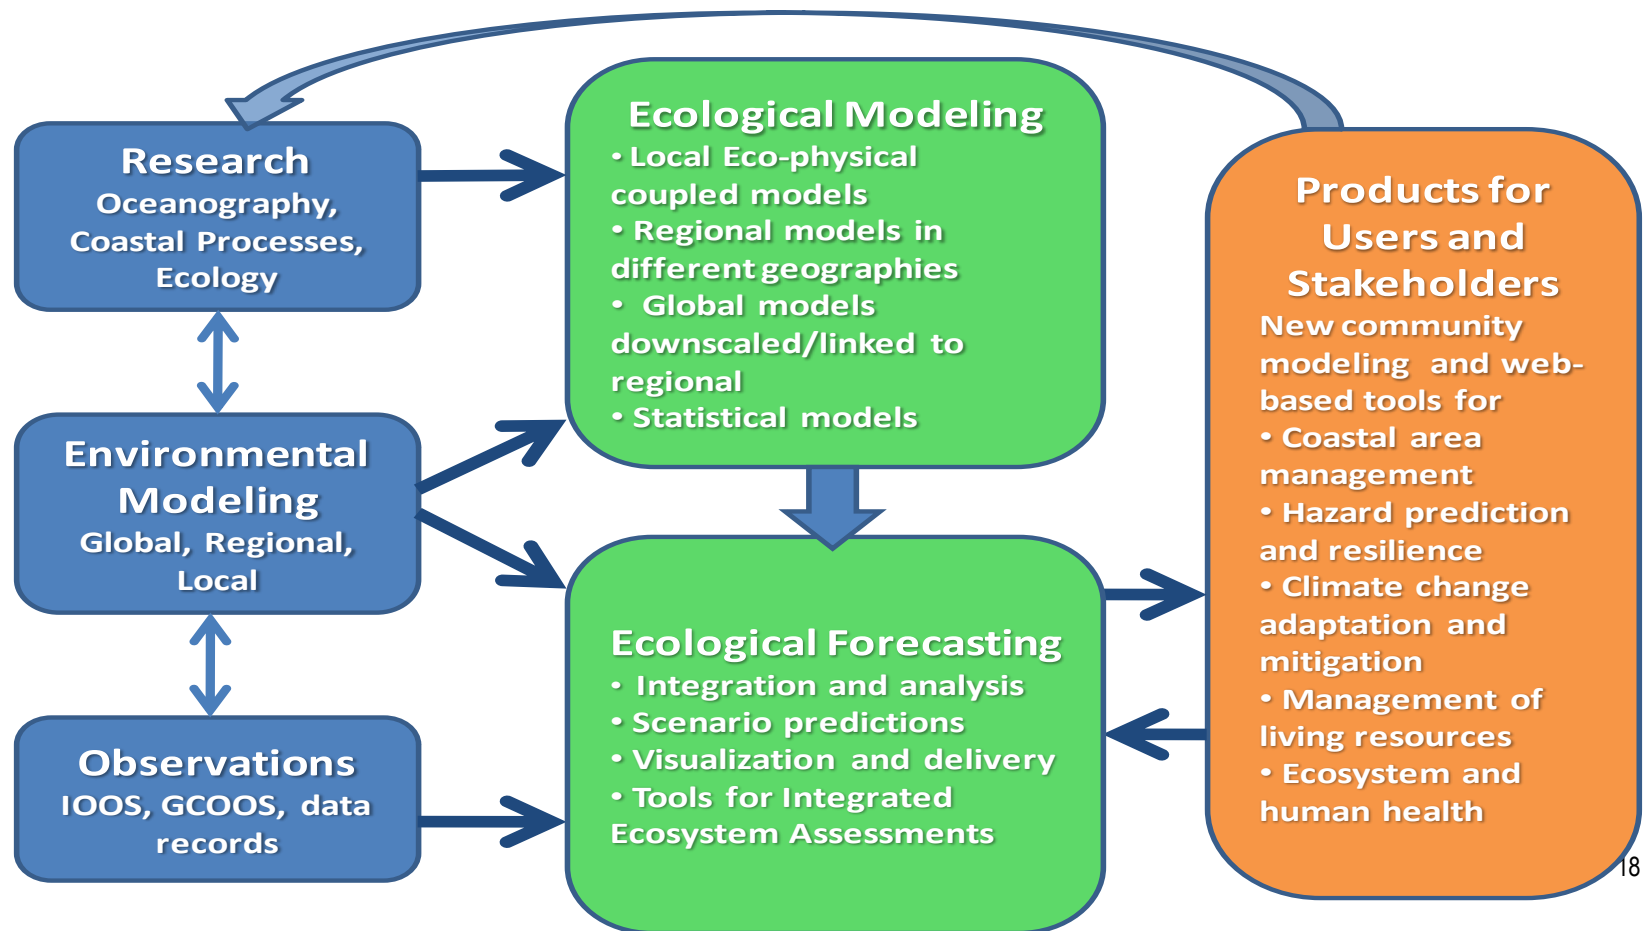 Research
Oceanography,
Coastal Processes,
Ecology
Environmental
Modeling
Global, Regional,
Local
Observations
IOOS, GCOOS, data
records
Ecological Modeling
• Local Eco-physical
coupled models
• Regional models in
different geographies
• Global models
downscaled/linked to
regional
• Statistical models
Ecological Forecasting
• Integration and analysis
• Scenario predictions
• Visualization and delivery
• Tools for Integrated
Ecosystem Assessments
Products for
Users and
Stakeholders
New community
modeling and web-
based tools for
• Coastal area
management
• Hazard prediction
and resilience
• Climate change
adaptation and
mitigation
• Management of
living resources
• Ecosystem and
human health
18